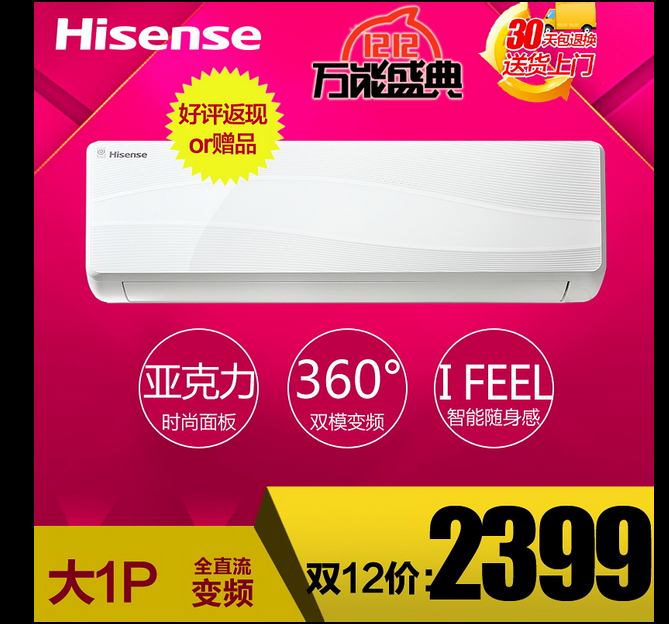 Hisense
1212
万能盛典
30天包退换
送货上门
好评返现
or赠品
Hisense
亚克力
时尚面板
360°
双模变频
I FEEL
智能随身感
大1P
全直流
变频
双12价:2399